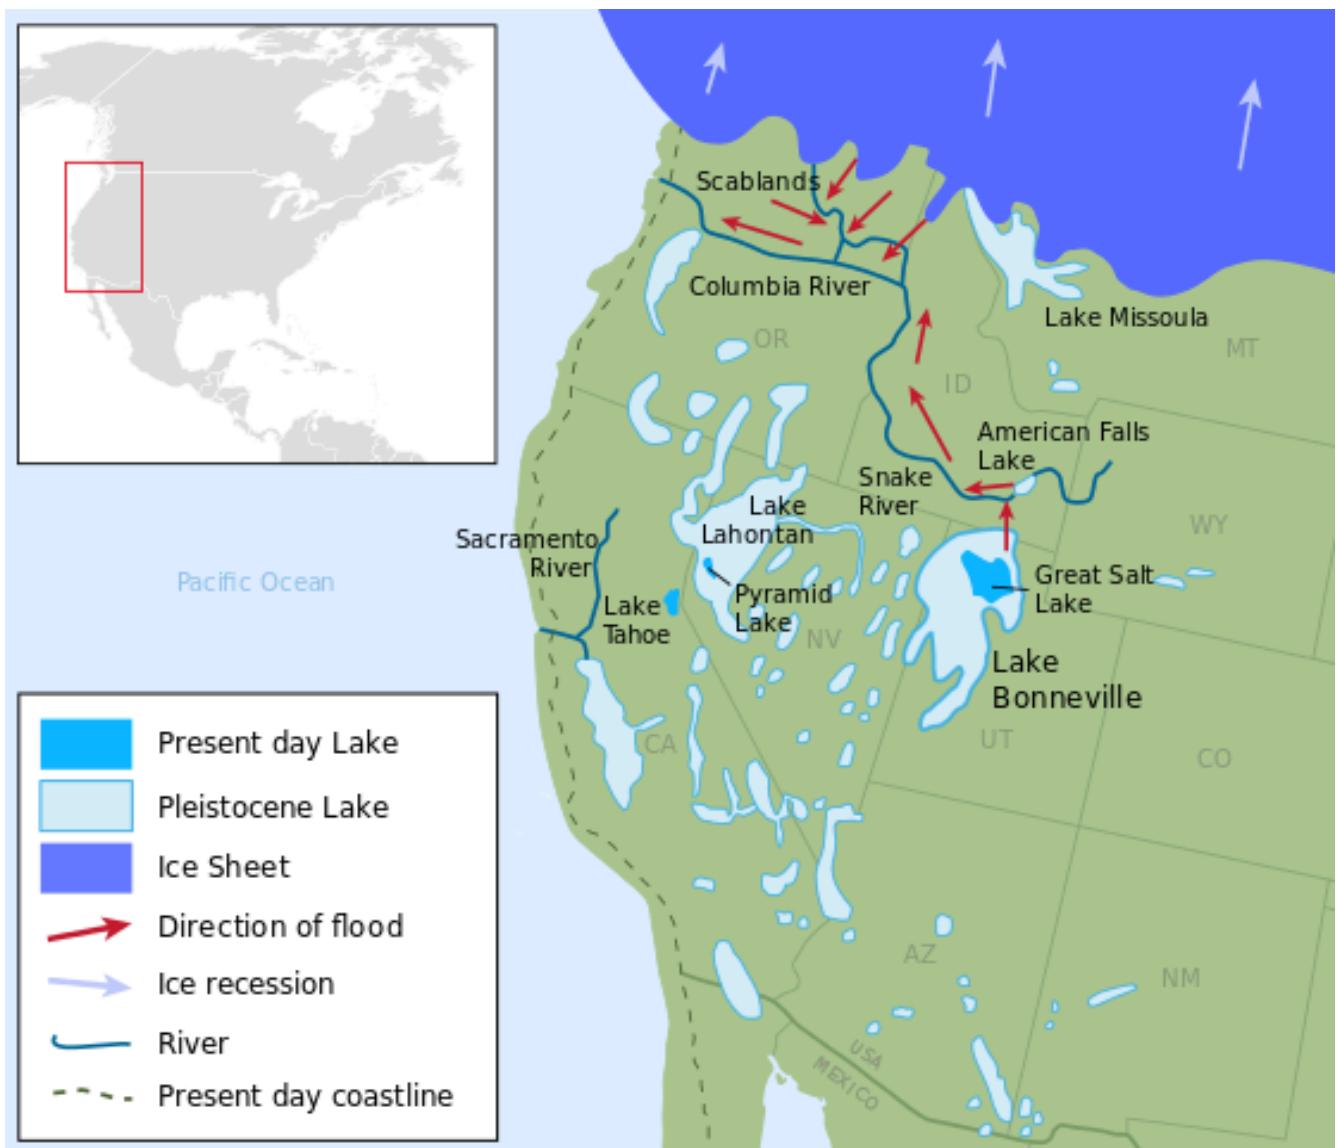 Scablands
Columbia River
Lake Missoula
OR
MT
ID
American Falls
Lake
Snake
River
Lake
Lahontan
WY
Sacramento
River
Pacific Ocean
Great Salt
Lake
Pyramid
Lake
Lake
Tahoe
NV
Lake
Bonneville
CA
UT
CO
AZ
NM
USA
MEXICO
Present day Lake
Pleistocene Lake
Ice Sheet
Direction of flood
Ice recession
River
Present day coastline